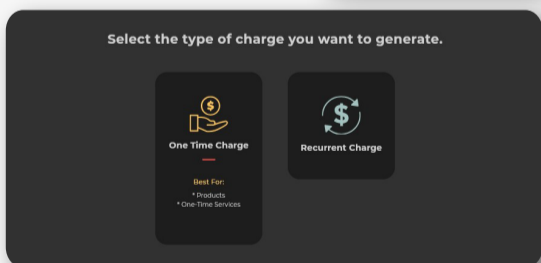 Select the type of charge you want to generate.
One Time Charge
Best For:
* Products
* One-Time Services
Recurrent Charge